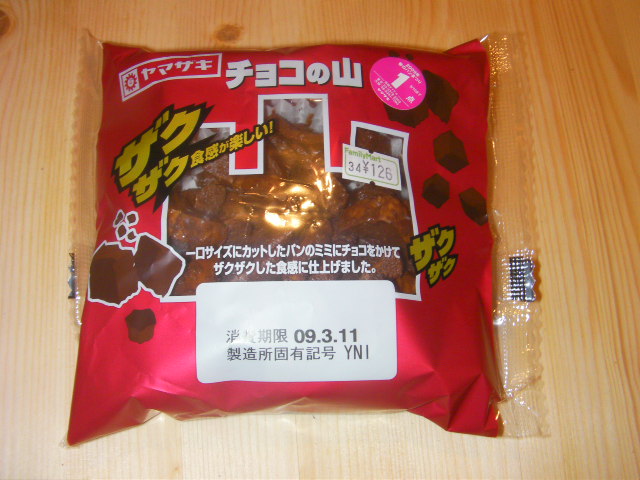 ヤマザキ
チョコの山
1
点
ザク
ザク
食感が楽しい!
FamilyMart
34 ¥126
一口サイズにカットしたパンのミミにチョコをかけて
ザクザクした食感に仕上げました。
ザク
ザク
消費期限 09.3.11
製造所固有記号 YNI